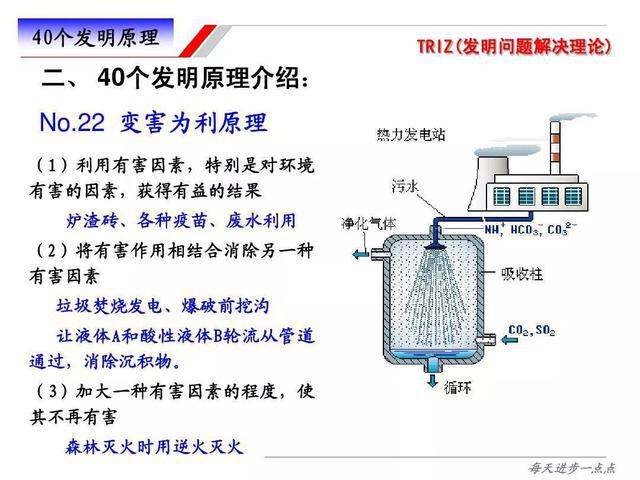 40个发明原理
TRIZ(发明问题解决理论)
二、 40个发明原理介绍：
No.22 变害为利原理
（1）利用有害因素，特别是对环境
有害的因素，获得有益的结果
炉渣砖、各种疫苗、废水利用
（2）将有害作用相结合消除另一种
有害因素
垃圾焚烧发电、爆破前挖沟
让液体A和酸性液体B轮流从管道
通过，消除沉积物。
（3）加大一种有害因素的程度，使
其不再有害
森林灭火时用逆火灭火
热力发电站
污水
净化气体
NH⁺, HCO₃⁻, CO₃²⁻
吸收柱
CO₂, SO₂
循环
每天进步一点点